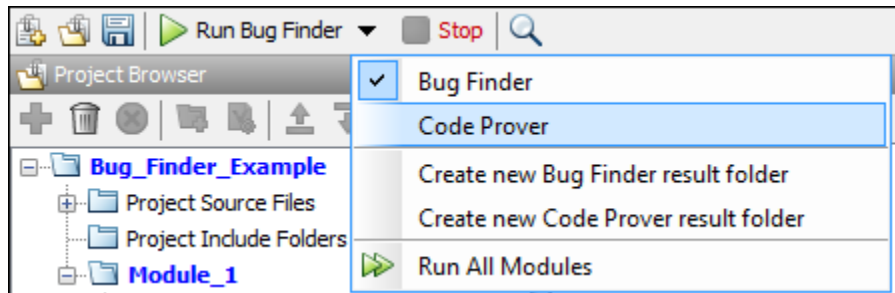 Run Bug Finder Stop
Project Browser
Bug Finder
Code Prover
Bug_Finder_Example
Create new Bug Finder result folder
Project Source Files
Create new Code Prover result folder
Project Include Folders
Run All Modules
Module_1